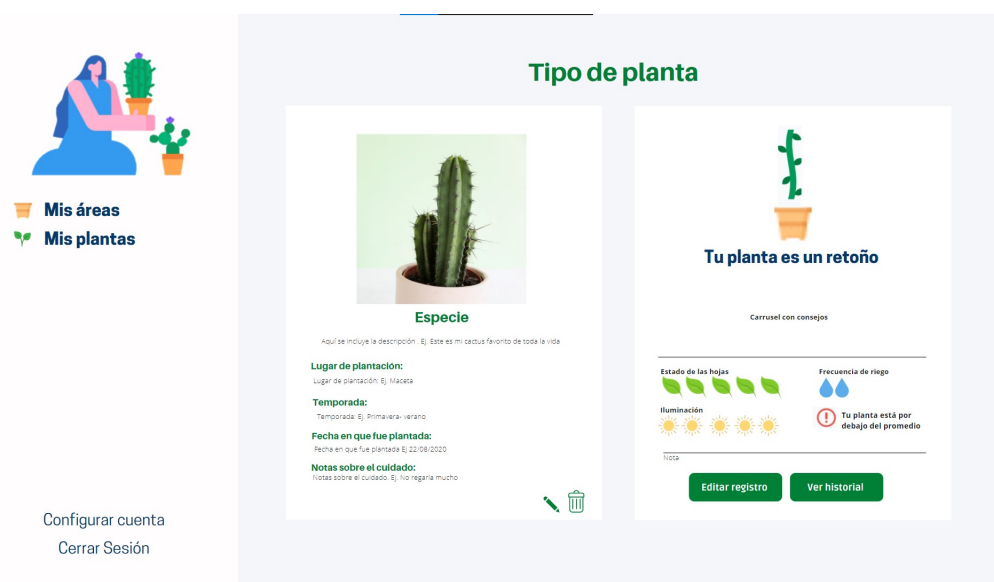 Mis áreas
Mis plantas
Configurar cuenta
Cerrar Sesión
Tipo de planta
Especie
Aquí se incluye la descripción . Ej. Este es mi cactus favorito de toda la vida
Lugar de plantación:
Lugar de plantación: Ej. Maceta
Temporada:
Temporada: Ej. Primavera- verano
Fecha en que fue plantada:
Fecha en que fue plantada Ej 22/08/2020
Notas sobre el cuidado:
Notas sobre el cuidado. Ej. No regarla mucho
Tu planta es un retoño
Carrusel con consejos
Estado de las hojas
Frecuencia de riego
Iluminación
Tu planta está por
debajo del promedio
Nota
Editar registro
Ver historial